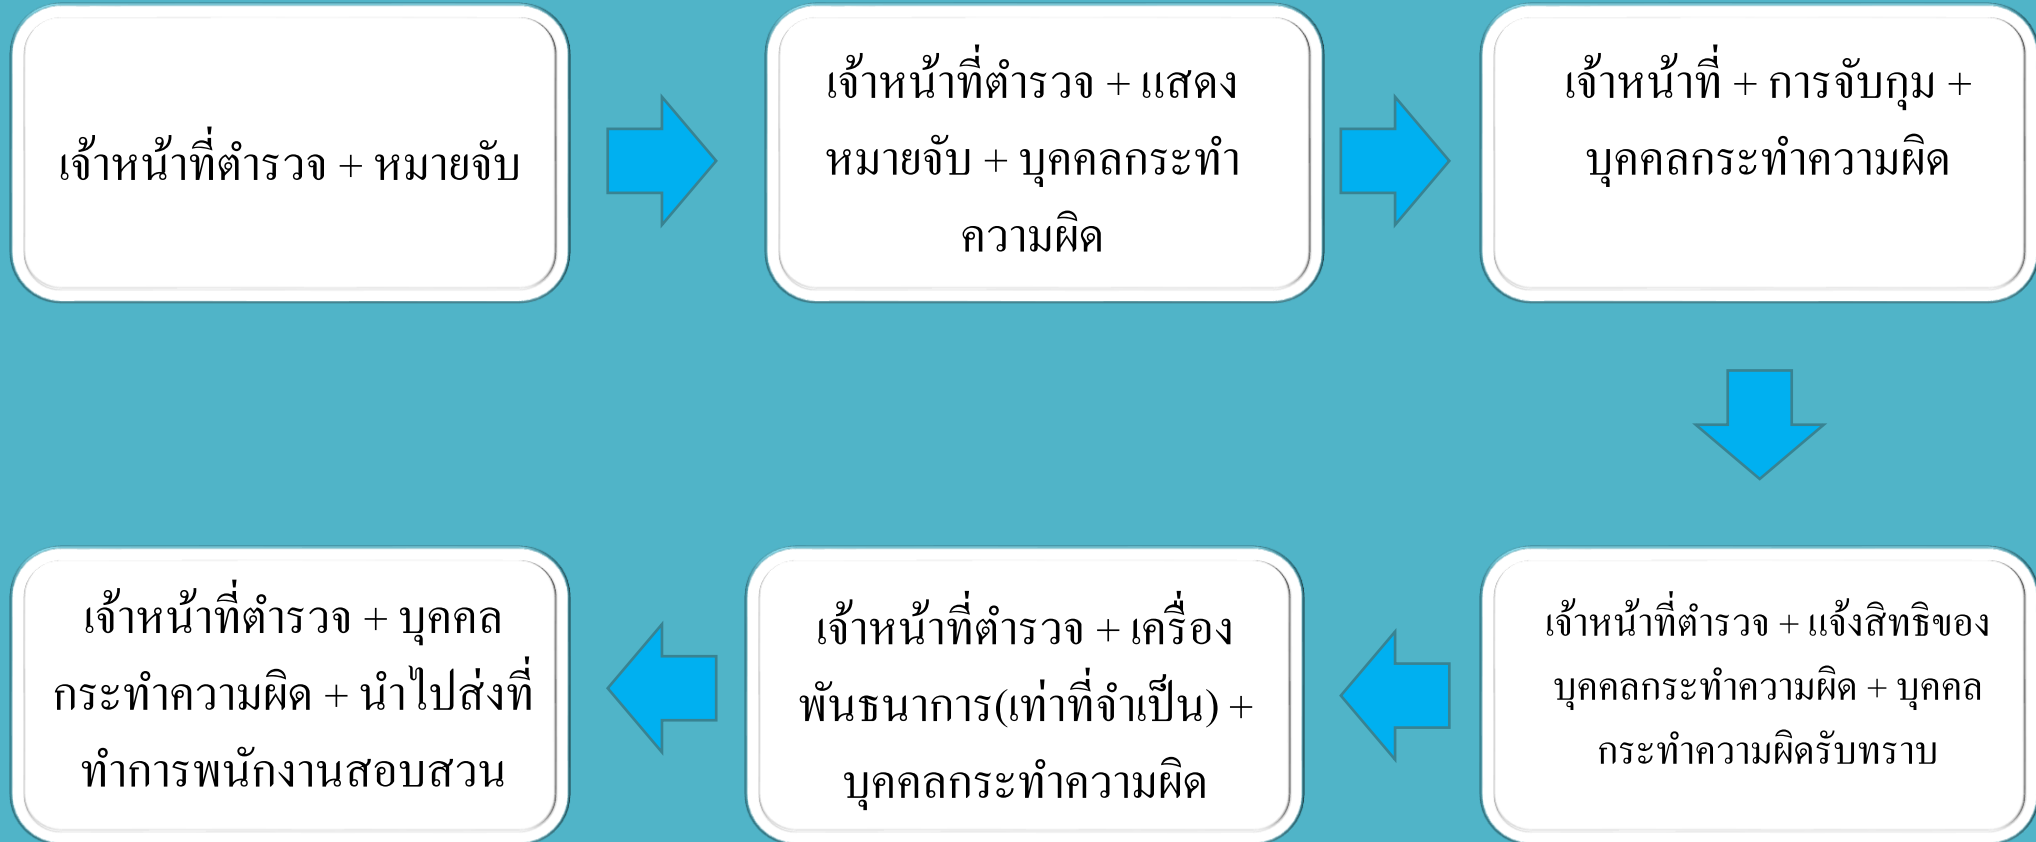 เจ้าหน้าที่ตำรวจ + หมายจับ
เจ้าหน้าที่ตำรวจ + แสดง
หมายจับ + บุคคลกระทำ
ความผิด
เจ้าหน้าที่ + การจับกุม +
บุคคลกระทำความผิด
เจ้าหน้าที่ตำรวจ + แจ้งสิทธิของ
บุคคลกระทำความผิด + บุคคล
กระทำความผิดรับทราบ
เจ้าหน้าที่ตำรวจ + เครื่อง
พันธนาการ(เท่าที่จำเป็น) +
บุคคลกระทำความผิด
เจ้าหน้าที่ตำรวจ + บุคคล
กระทำความผิด + นำไปส่งที่
ทำการพนักงานสอบสวน